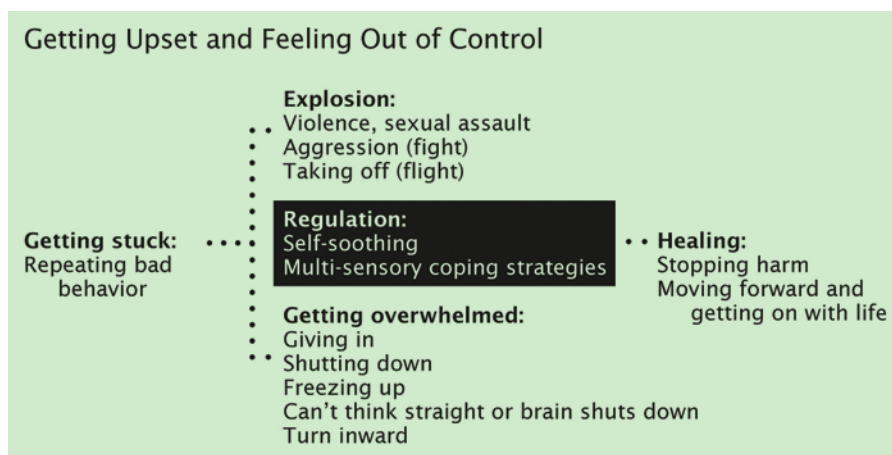 Getting Upset and Feeling Out of Control
Explosion:
Violence, sexual assault
Aggression (fight)
Taking off (flight)
Getting stuck:
Repeating bad
behavior
Regulation:
Self-soothing
Multi-sensory coping strategies
Healing:
Stopping harm
Moving forward and
getting on with life
Getting overwhelmed:
Giving in
Shutting down
Freezing up
Can’t think straight or brain shuts down
Turn inward